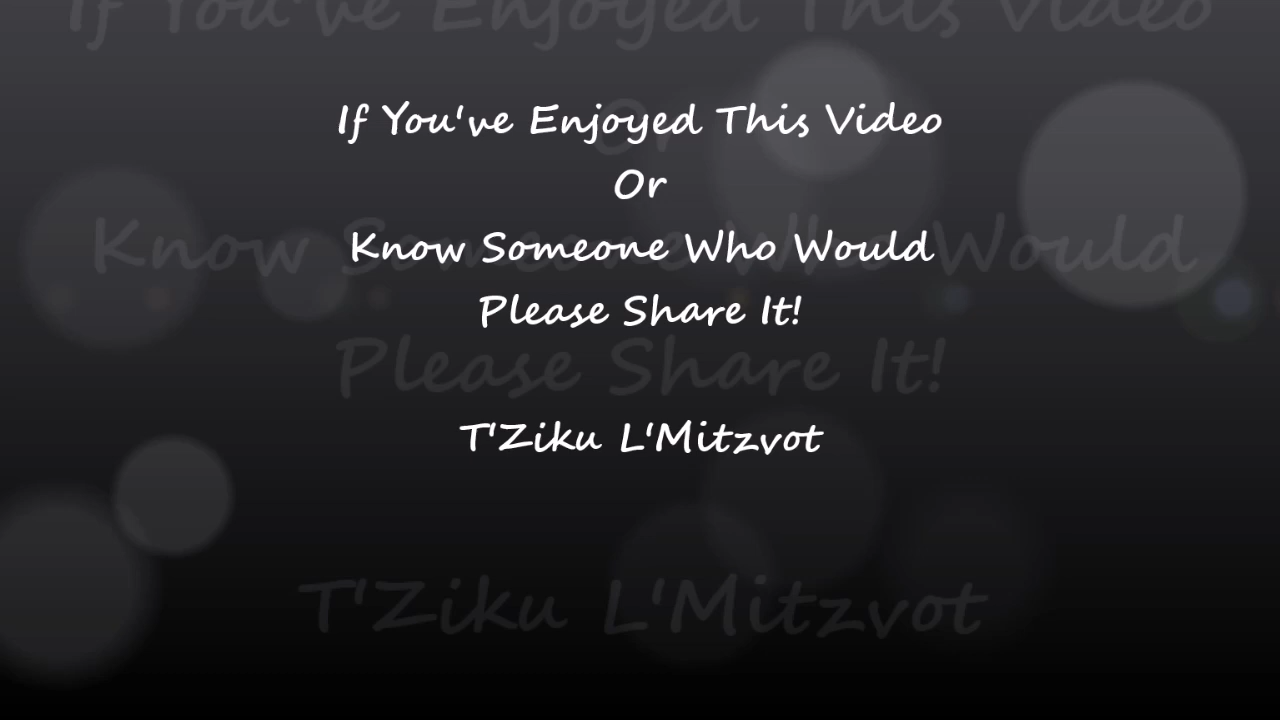 If You've Enjoyed This Video
Or
Know Someone Who Would
Please Share It!
T'Ziku L'Mitzvot